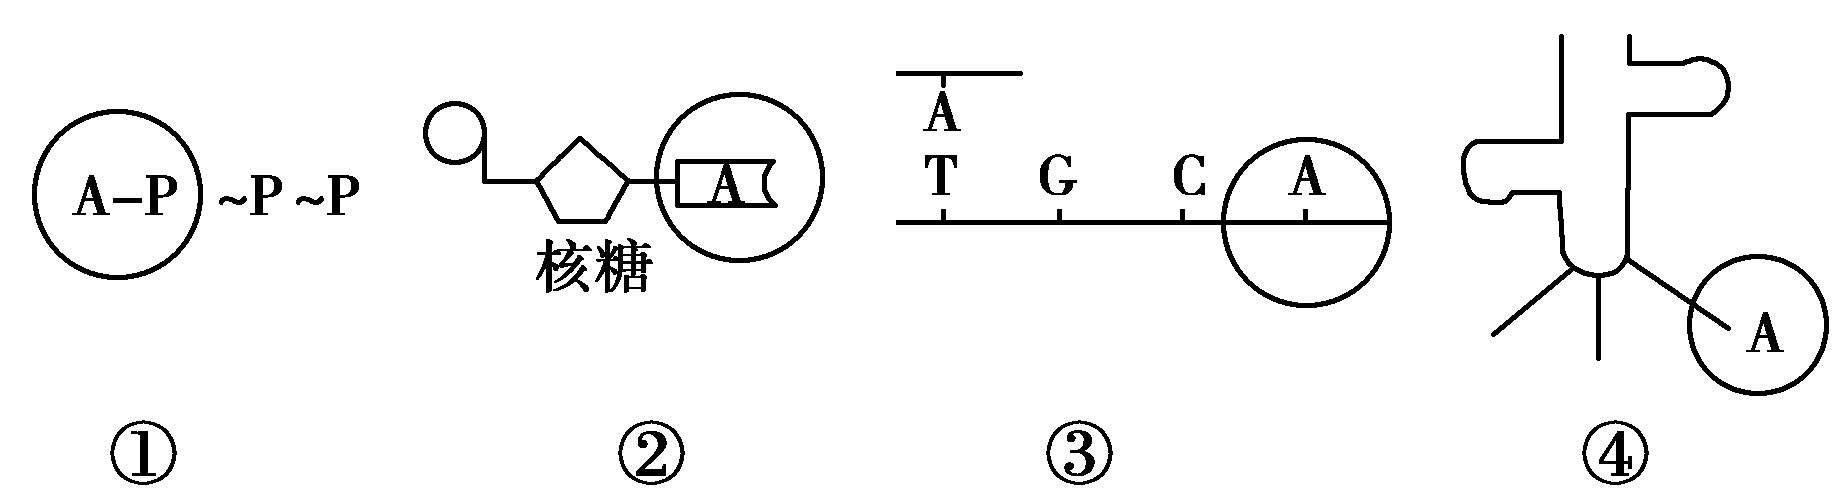 A–P ~P ~P
A
核糖
A
T G C A
A
① ② ③ ④